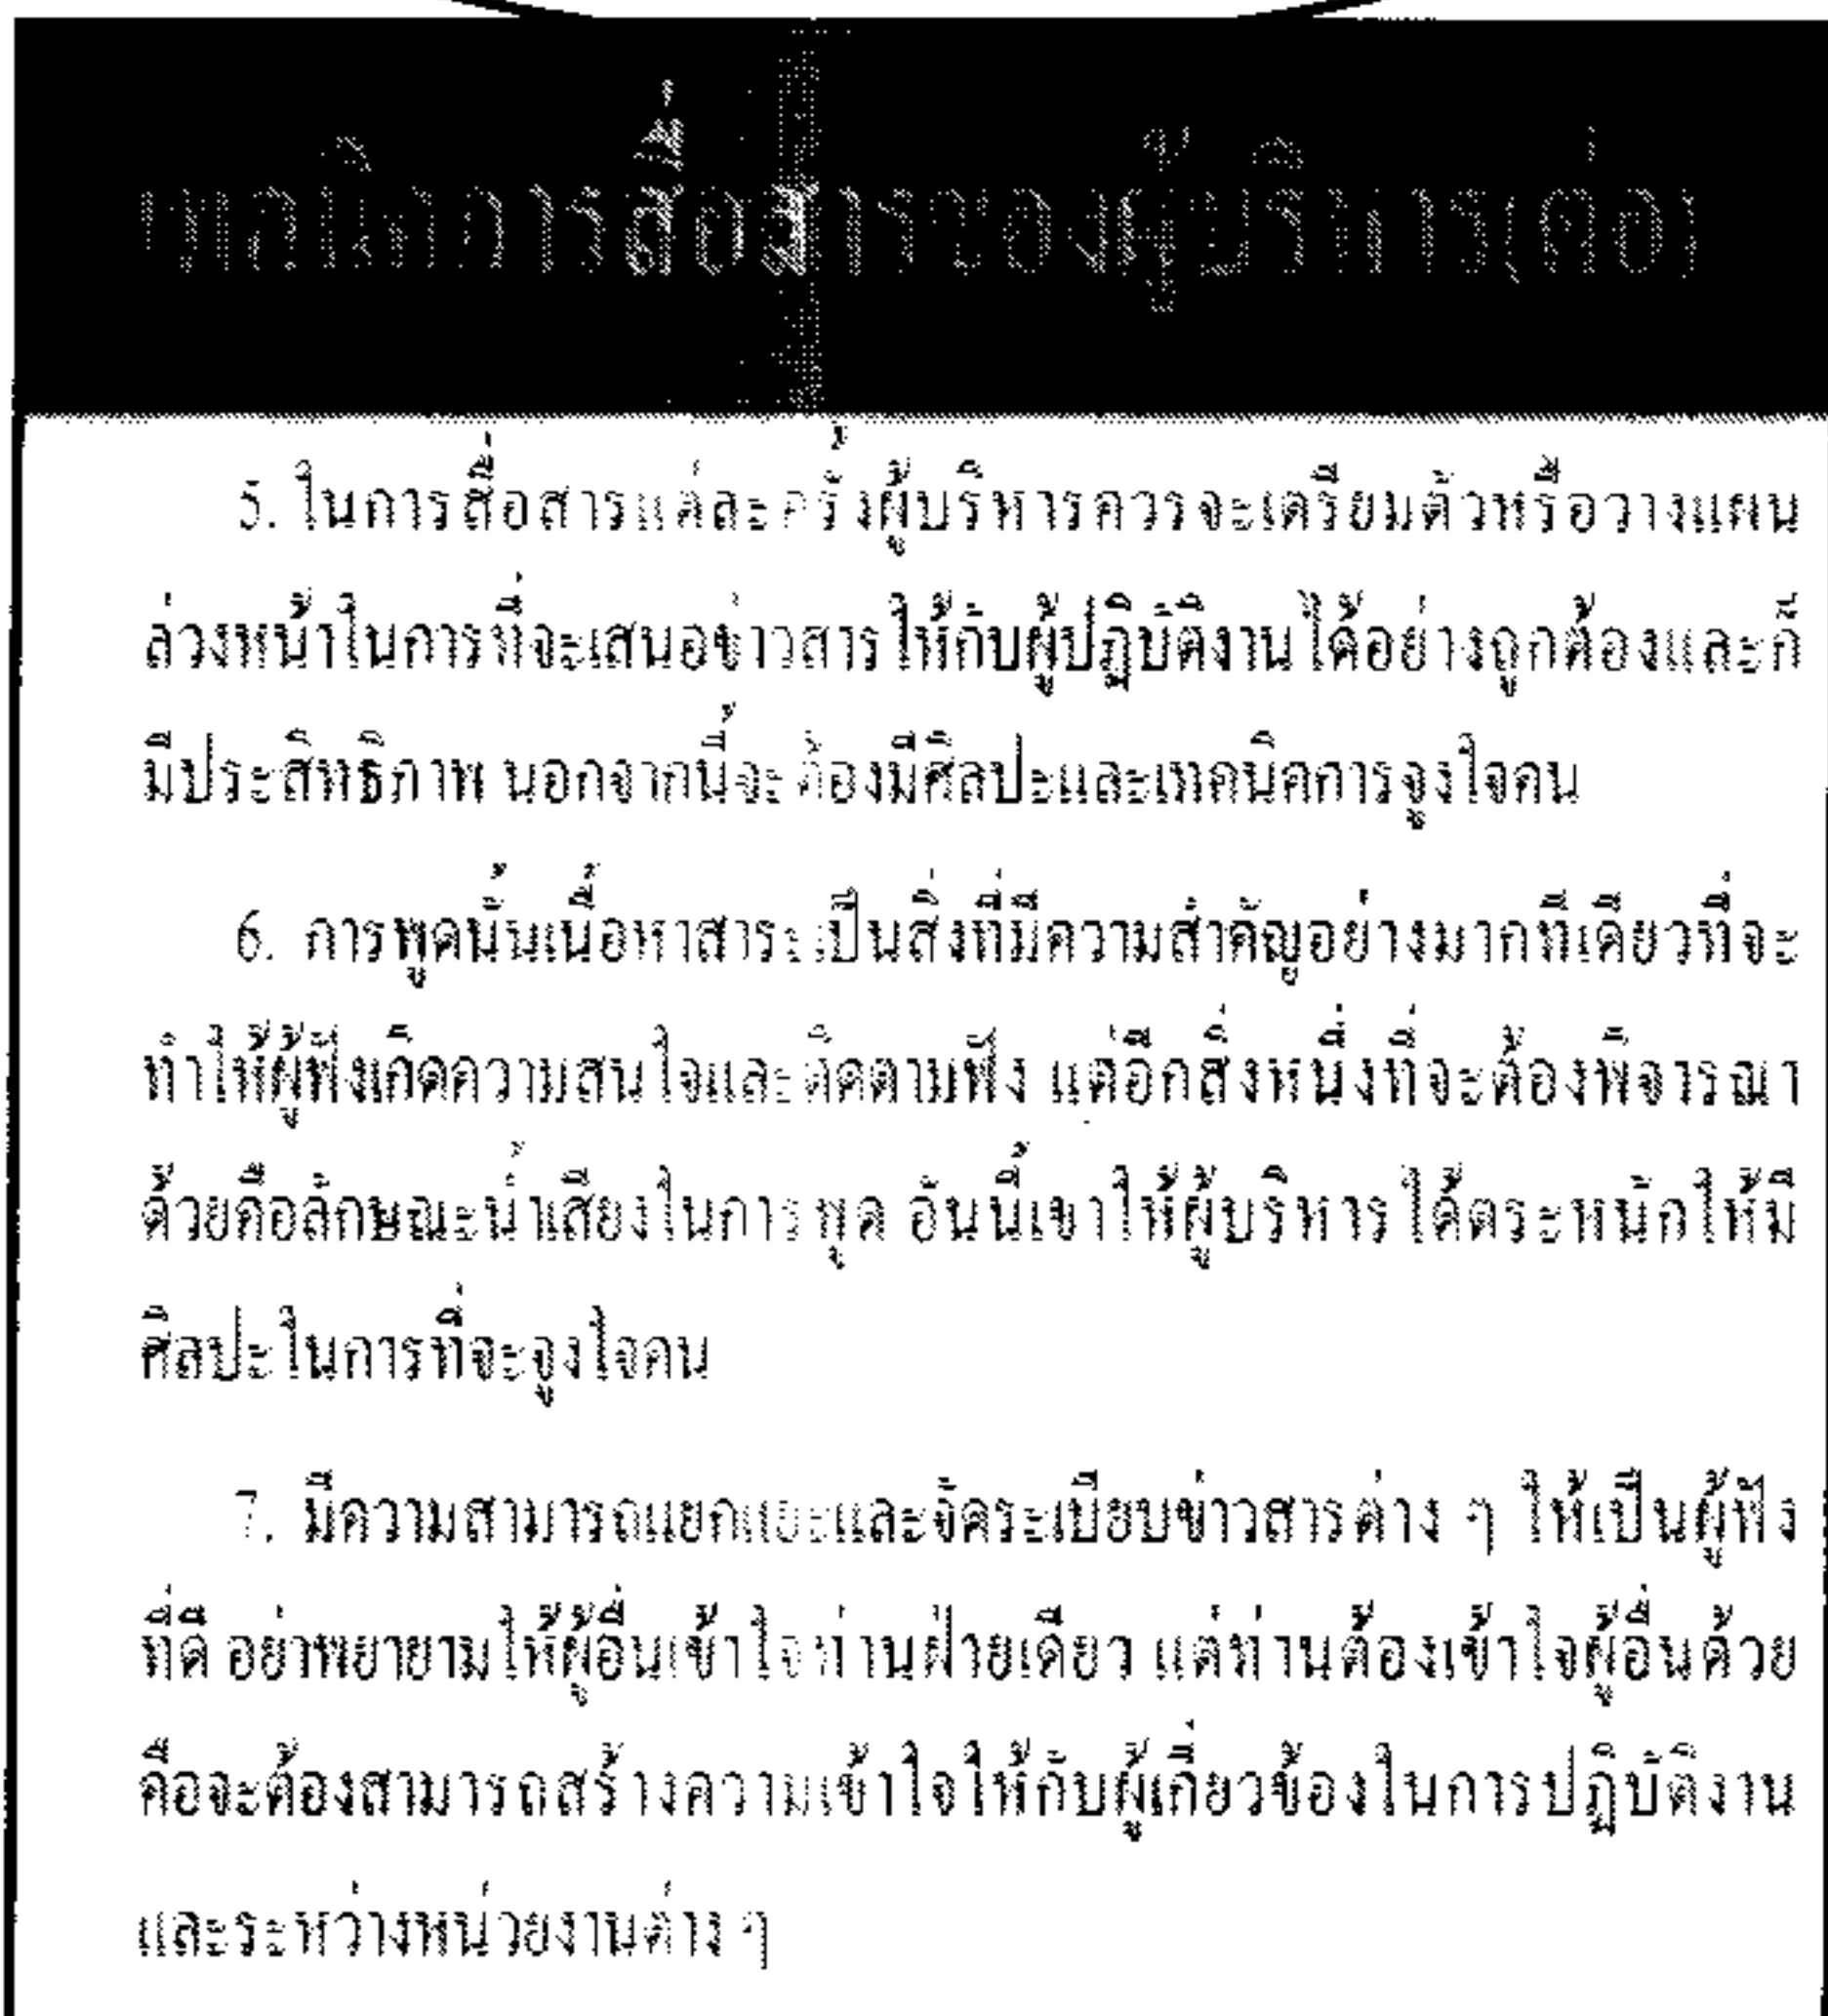 เทคนิคการสื่อสารของผู้บริหาร(ต่อ)
5. ในการสื่อสารแต่ละครั้งผู้บริหารควรจะเตรียมตัวหรือวางแผน
ล่วงหน้าในการที่จะเสนอข่าวสารให้กับผู้ปฏิบัติงานได้อย่างถูกต้องและก็
มีประสิทธิภาพ นอกจากนี้จะต้องมีศิลปะและเทคนิคการจูงใจคน
6. การพูดนั้นเนื้อหาสาระเป็นสิ่งที่มีความสำคัญอย่างมากทีเดียวที่จะ
ทำให้ผู้ฟังเกิดความสนใจและติดตามฟัง แต่อีกสิ่งหนึ่งที่จะต้องพิจารณา
ด้วยคือลักษณะน้ำเสียงในการพูด อันนี้เขาให้ผู้บริหารได้ตระหนักให้มี
ศิลปะในการที่จะจูงใจคน
7. มีความสามารถแยกแยะและจัดระเบียบข่าวสารต่าง ๆ ให้เป็นผู้ฟัง
ที่ดี อย่าพยายามให้ผู้อื่นเข้าใจท่านฝ่ายเดียว แต่ท่านต้องเข้าใจผู้อื่นด้วย
คือจะต้องสามารถสร้างความเข้าใจให้กับผู้เกี่ยวข้องในการปฏิบัติงาน
และระหว่างหน่วยงานต่าง ๆ